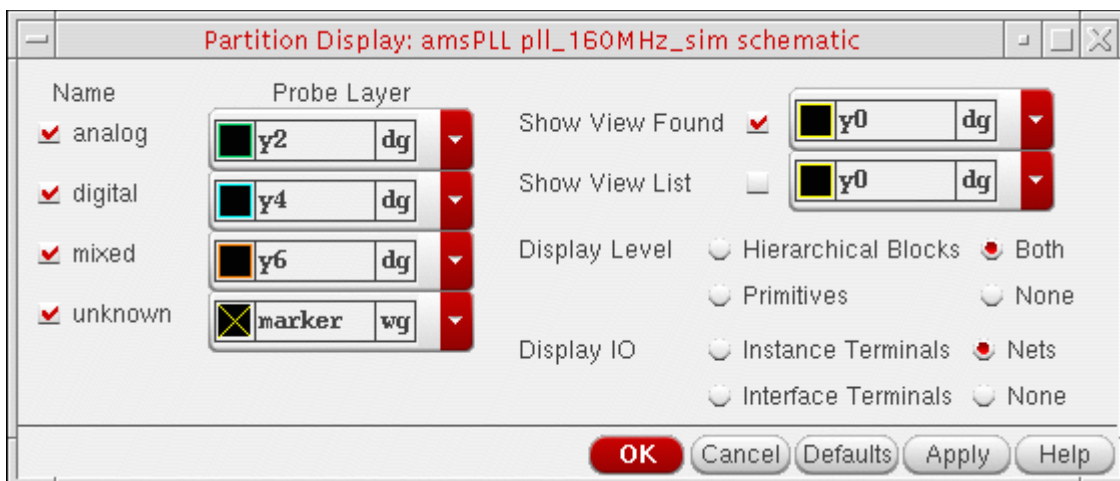 Partition Display: amsPLL pll_160MHz_sim schematic
Name Probe Layer
analog y2 dg
digital y4 dg
mixed y6 dg
unknown marker wg
Show View Found y0 dg
Show View List y0 dg
Display Level Hierarchical Blocks Both
Primitives None
Display IO Instance Terminals Nets
Interface Terminals None
OK Cancel Defaults Apply Help